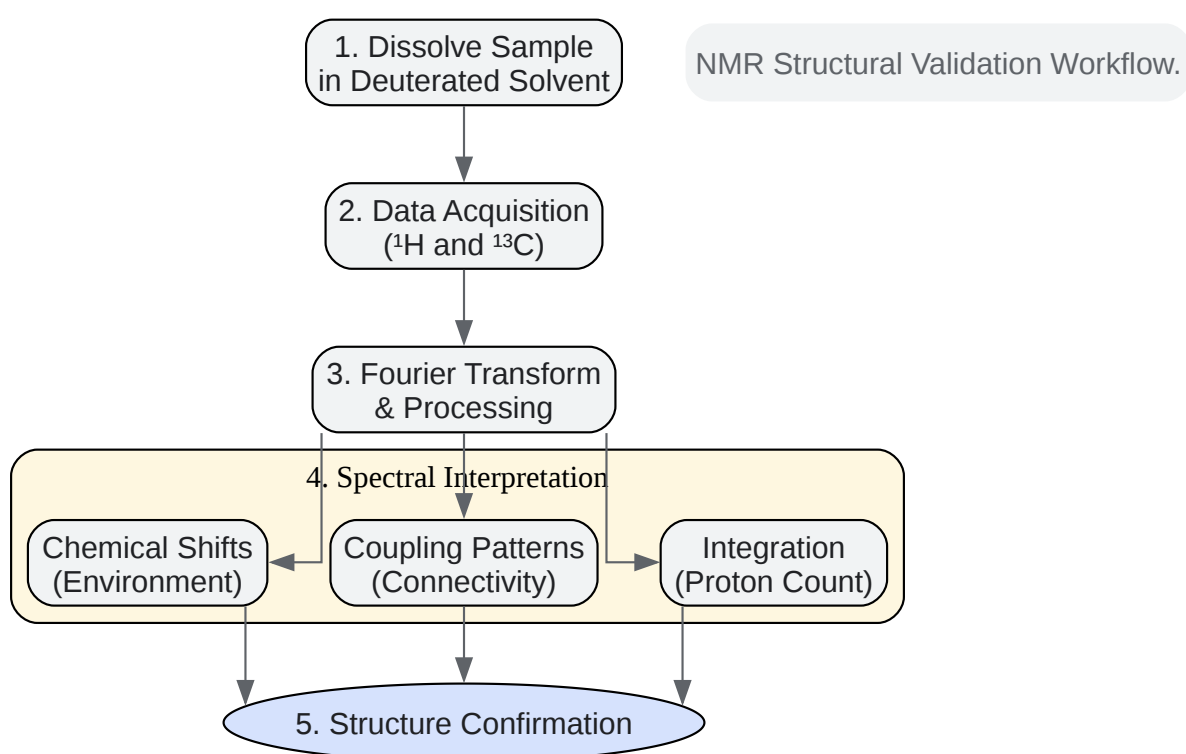 1. Dissolve Sample
in Deuterated Solvent
NMR Structural Validation Workflow.
2. Data Acquisition
(¹H and ¹³C)
3. Fourier Transform
& Processing
4. Spectral Interpretation
Chemical Shifts
(Environment)
Coupling Patterns
(Connectivity)
Integration
(Proton Count)
5. Structure Confirmation